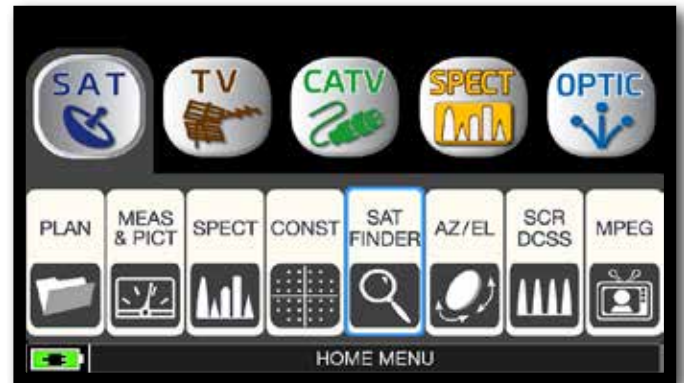 SAT
TV
CATV
SPECT
OPTIC
PLAN
MEAS
& PICT
SPECT
CONST
SAT
FINDER
AZ/EL
SCR
DCSS
MPEG
HOME MENU